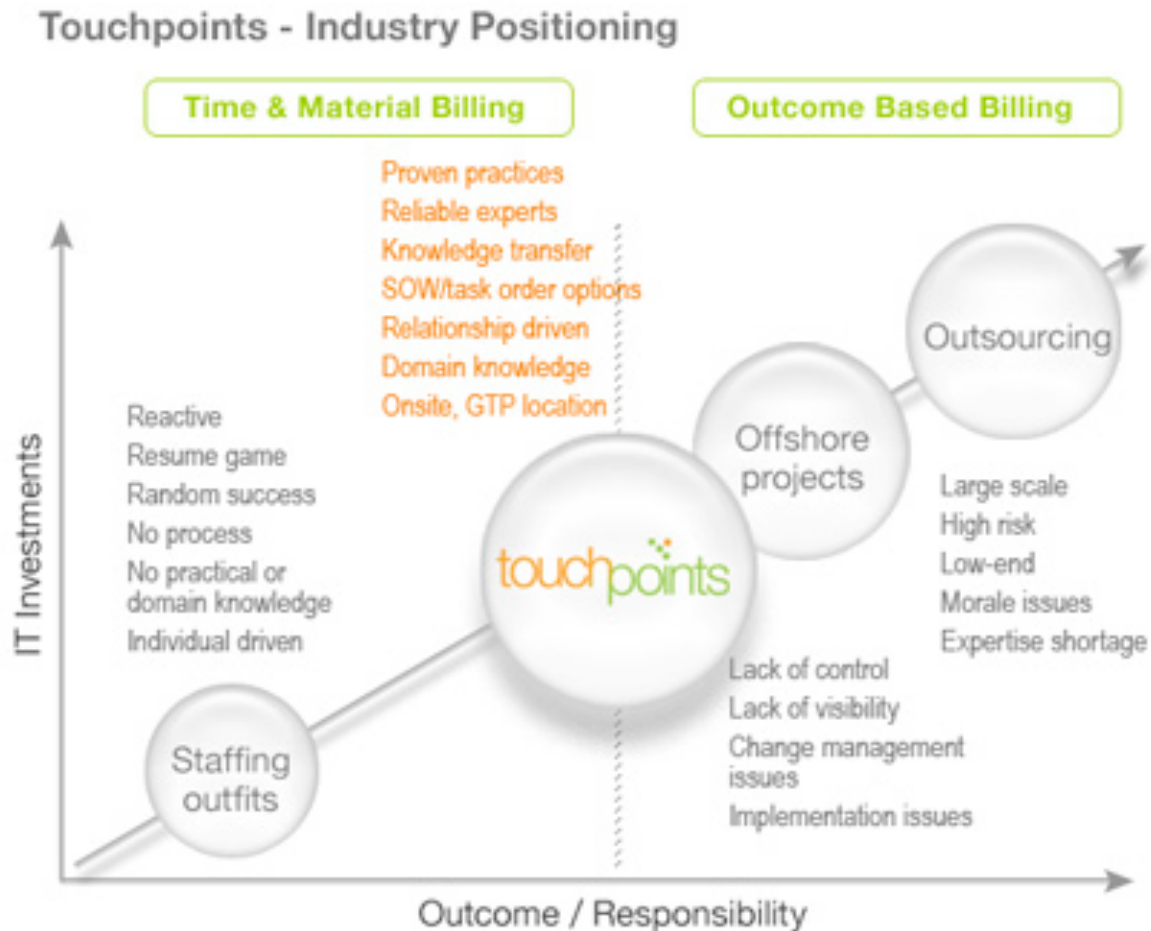 Touchpoints - Industry Positioning
Time & Material Billing
Outcome Based Billing
Proven practices
Reliable experts
Knowledge transfer
SOW/task order options
Relationship driven
Domain knowledge
Onsite, GTP location
Reactive
Resume game
Random success
No process
No practical or
domain knowledge
Individual driven
Staffing
outfits
touchpoints
Offshore
projects
Outsourcing
Large scale
High risk
Low-end
Morale issues
Expertise shortage
Lack of control
Lack of visibility
Change management
issues
Implementation issues
IT Investments
Outcome / Responsibility